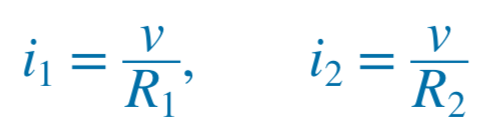 i₁ = v/R₁, i₂ = v/R₂